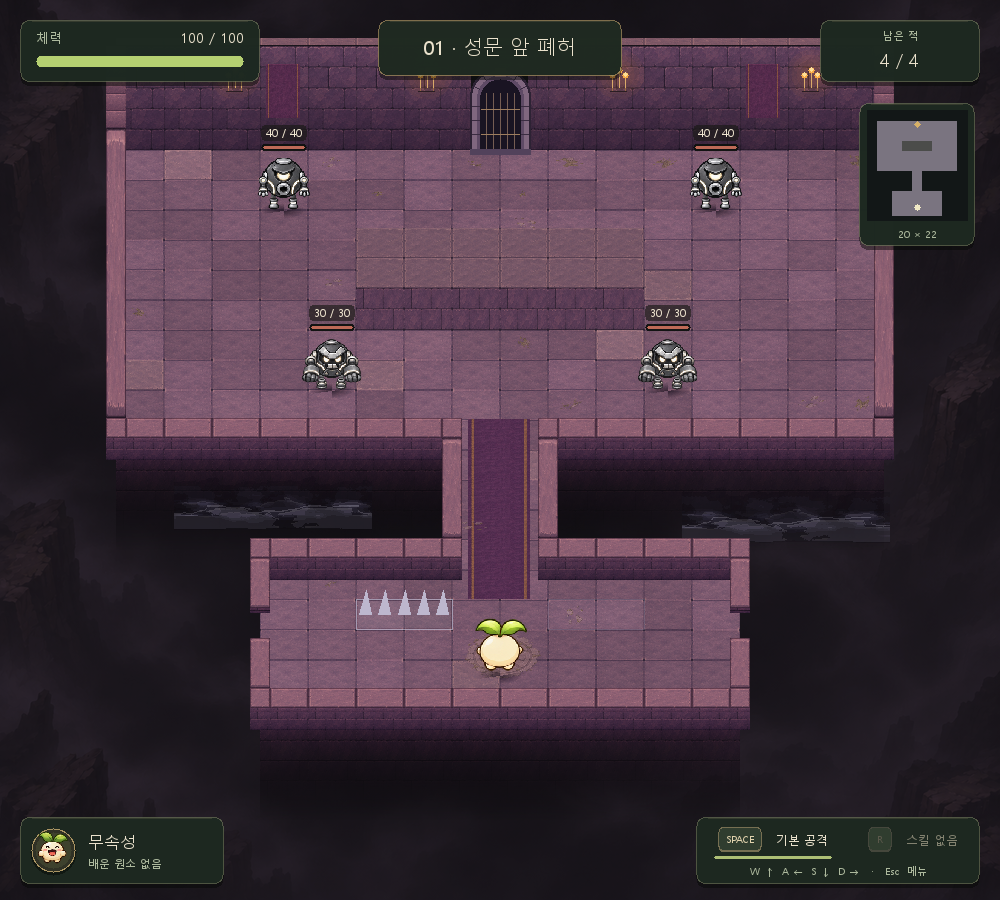 체력 100 / 100
01 · 성문 앞 폐허
남은 적
4 / 4
40 / 40
40 / 40
20 × 22
30 / 30
30 / 30
무속성
배운 원소 없음
SPACE 기본 공격 R 스킬 없음
W ↑ A ← S ↓ D → · Esc 메뉴